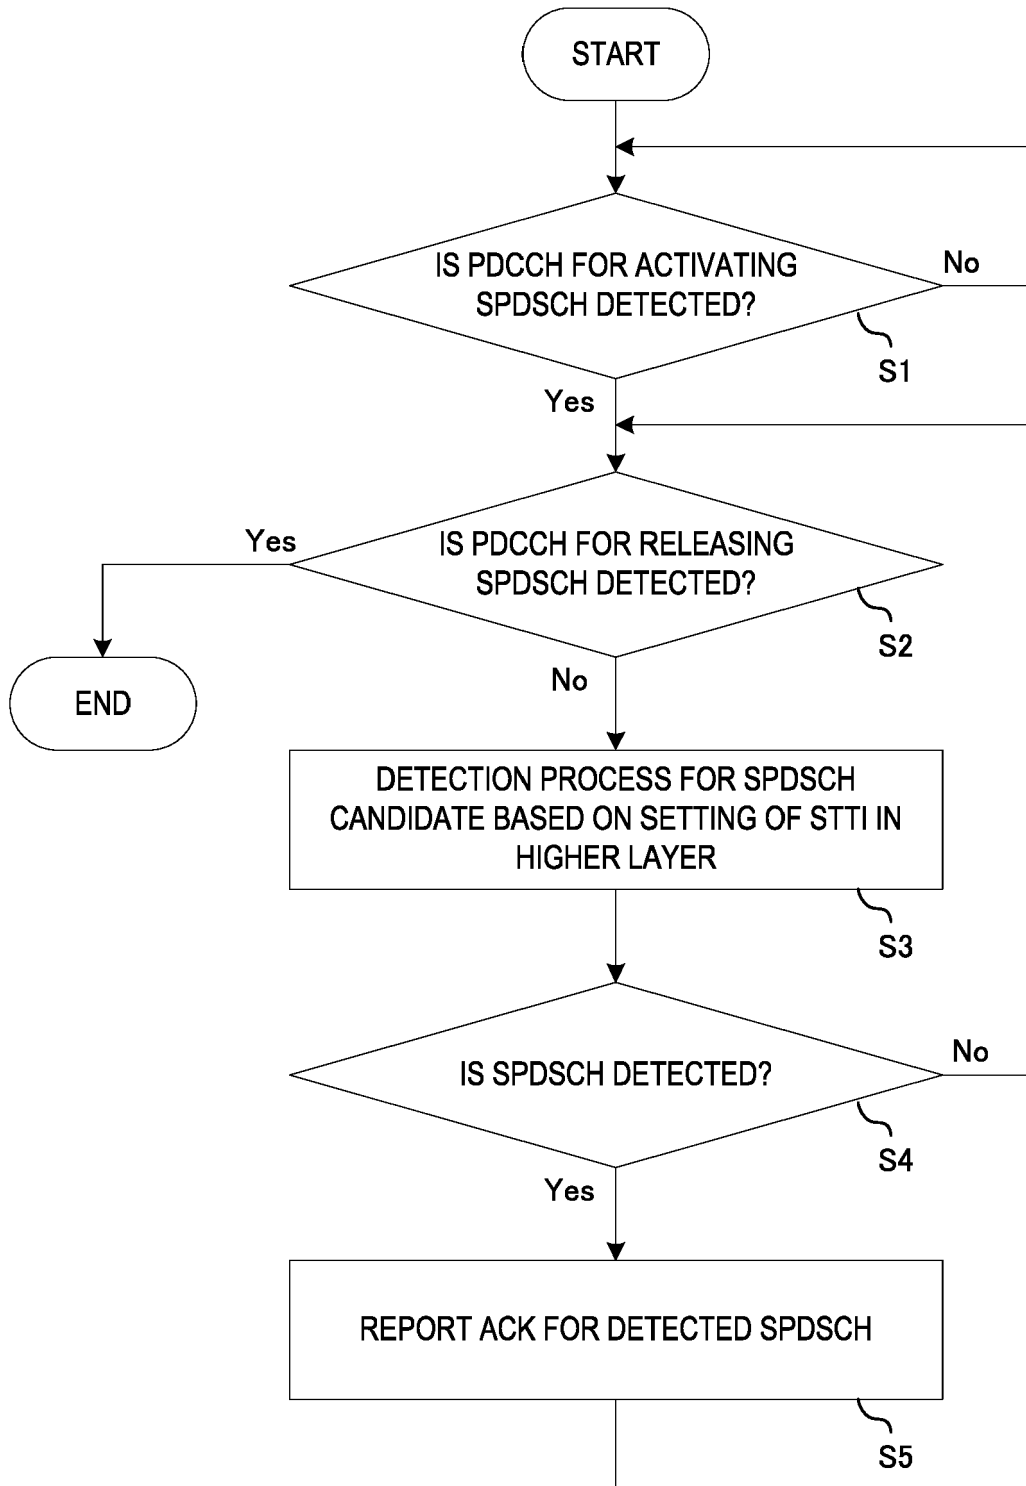 START
IS PDCCH FOR ACTIVATING
SPDSCH DETECTED?
No
S1
Yes
IS PDCCH FOR RELEASING
SPDSCH DETECTED?
Yes
S2
END
No
DETECTION PROCESS FOR SPDSCH
CANDIDATE BASED ON SETTING OF STTI IN
HIGHER LAYER
S3
IS SPDSCH DETECTED?
No
S4
Yes
REPORT ACK FOR DETECTED SPDSCH
S5